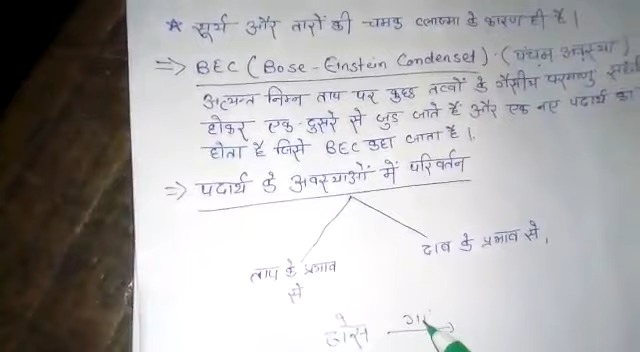 * सूर्य और तारों की चमक प्लाज्मा के कारण ही है।
⇒ BEC (Bose-Einstein Condenset) (पंचम अवस्था)
अत्यन्त निम्न ताप पर कुछ तत्वों के गैसीय परमाणु
होकर एक-दुसरे से जुड़ जाते हैं और एक नए पदार्थ का
होता है जिसे BEC कहा जाता है।
⇒ पदार्थ के अवस्थाओं में परिवर्तन
ताप के प्रभाव से
दाब के प्रभाव से,
ठोस →